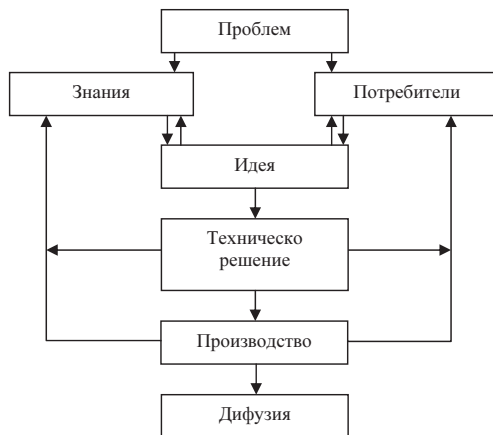 Проблем
Знания
Потребители
Идея
Техническо
решение
Производство
Дифузия